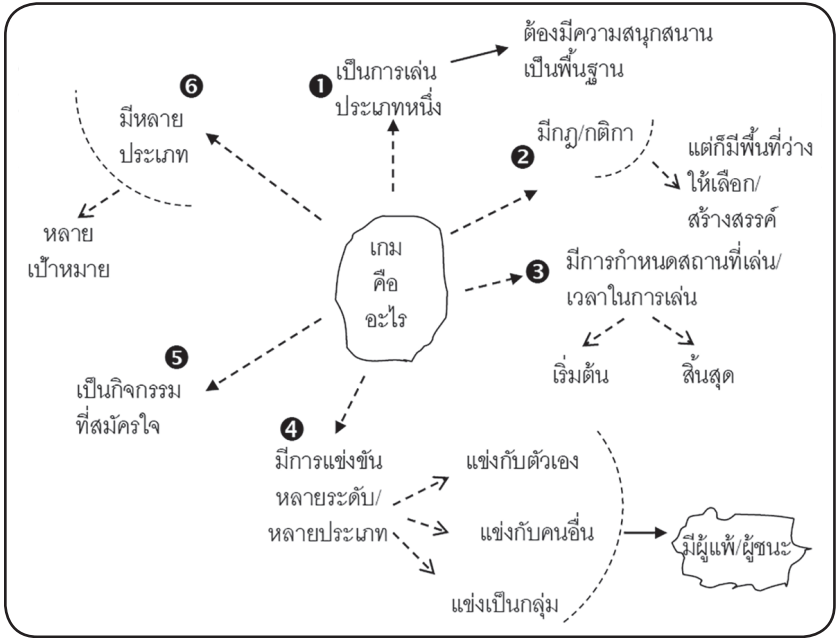 เกม
คือ
อะไร
❶ เป็นการเล่น
ประเภทหนึ่ง
ต้องมีความสนุกสนาน
เป็นพื้นฐาน
❷ มีกฎ/กติกา
แต่ก็มีพื้นที่ว่าง
ให้เลือก/
สร้างสรรค์
❸ มีการกำหนดสถานที่เล่น/
เวลาในการเล่น
เริ่มต้น
สิ้นสุด
❹ มีการแข่งขัน
หลายระดับ/
หลายประเภท
แข่งกับตัวเอง
แข่งกับคนอื่น
แข่งเป็นกลุ่ม
มีผู้แพ้/ผู้ชนะ
❺ เป็นกิจกรรม
ที่สมัครใจ
❻ มีหลาย
ประเภท
หลาย
เป้าหมาย